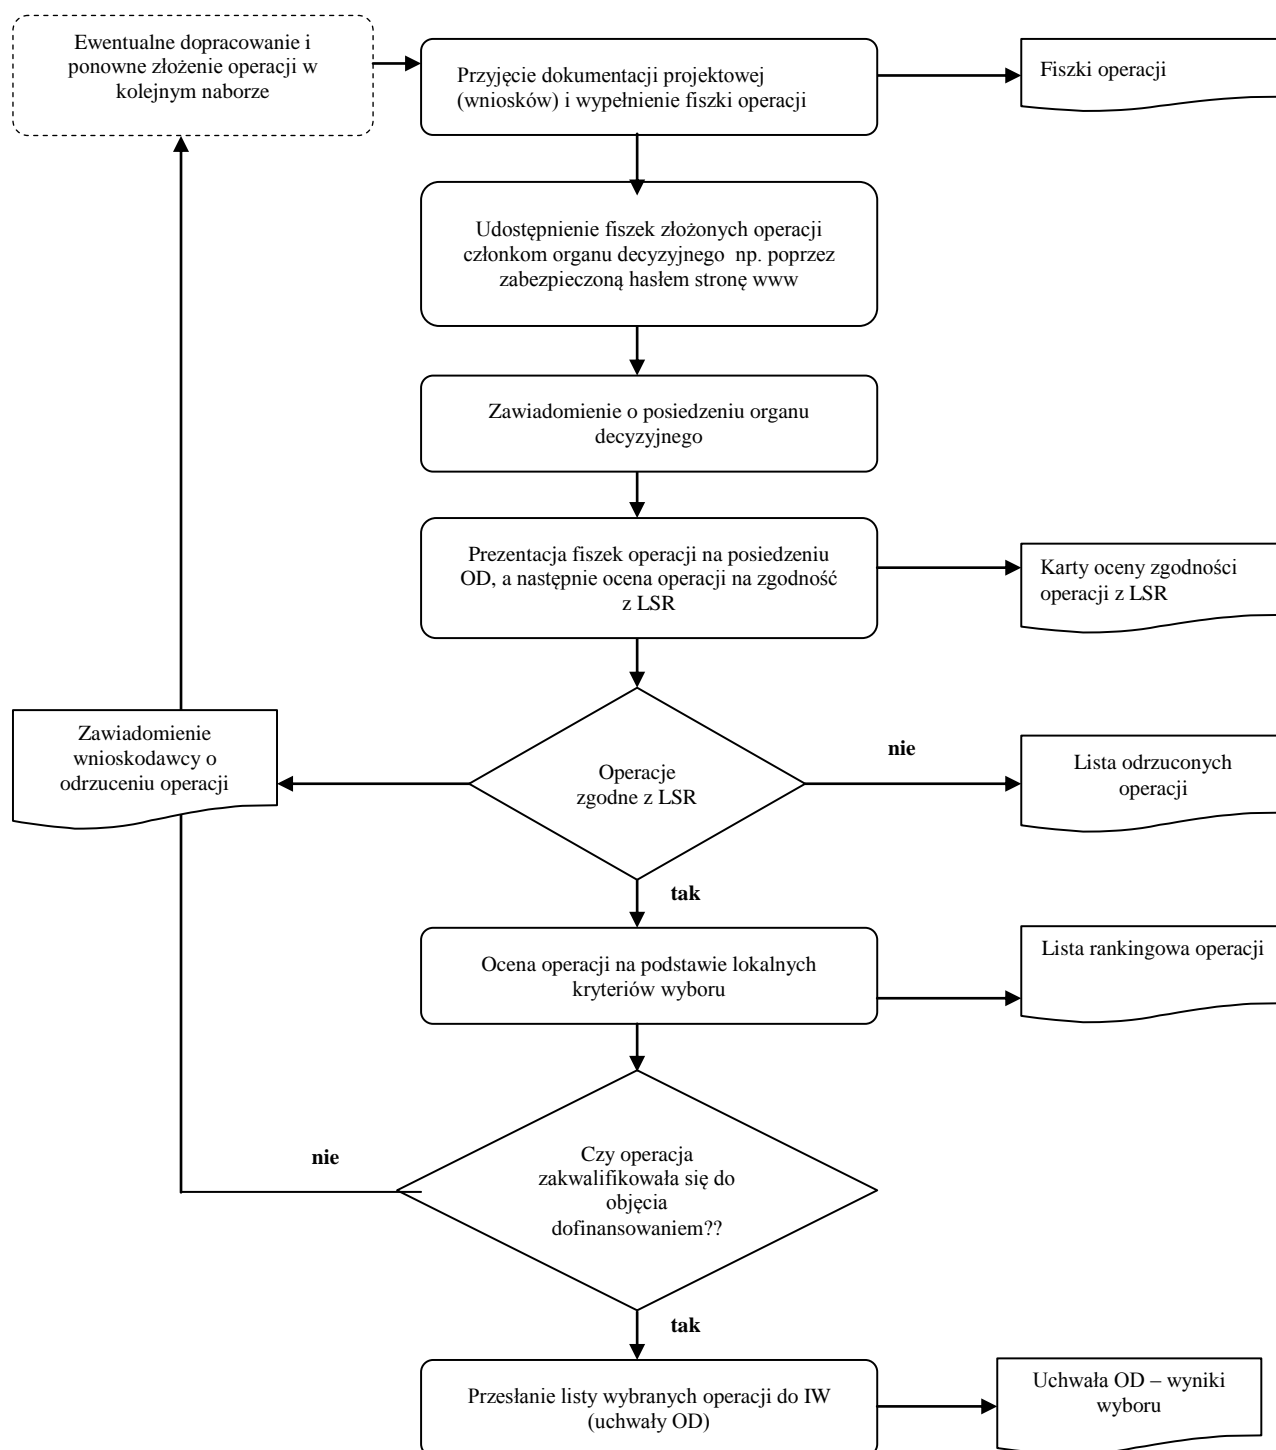 Ewentualne dopracowanie i
ponowne złożenie operacji w
kolejnym naborze
Przyjęcie dokumentacji projektowej
(wniosków) i wypełnienie fiszki operacji
Fiszki operacji
Udostępnienie fiszek złożonych operacji
członkom organu decyzyjnego  np. poprzez
zabezpieczoną hasłem stronę www
Zawiadomienie o posiedzeniu organu
decyzyjnego
Prezentacja fiszek operacji na posiedzeniu
OD, a następnie ocena operacji na zgodność
z LSR
Karty oceny zgodności
operacji z LSR
Zawiadomienie
wnioskodawcy o
odrzuceniu operacji
Operacje
zgodne z LSR
nie
Lista odrzuconych
operacji
tak
Ocena operacji na podstawie lokalnych
kryteriów wyboru
Lista rankingowa operacji
nie
Czy operacja
zakwalifikowała się do
objęcia
dofinansowaniem??
tak
Przesłanie listy wybranych operacji do IW
(uchwały OD)
Uchwała OD – wyniki
wyboru